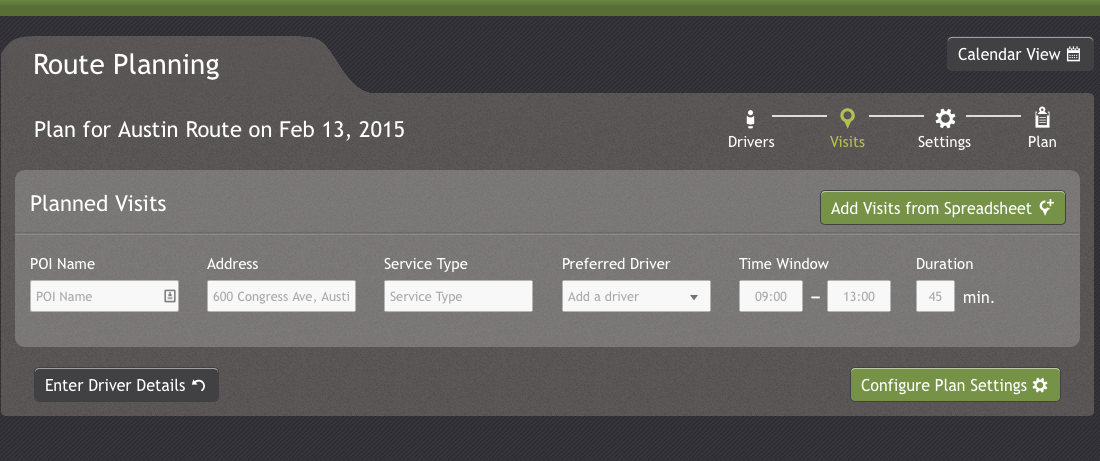 Route Planning
Calendar View
Plan for Austin Route on Feb 13, 2015
Drivers
Visits
Settings
Plan
Planned Visits
Add Visits from Spreadsheet
POI Name Address Service Type Preferred Driver Time Window Duration
POI Name 600 Congress Ave, Austi Service Type Add a driver 09:00 – 13:00 45 min.
Enter Driver Details
Configure Plan Settings